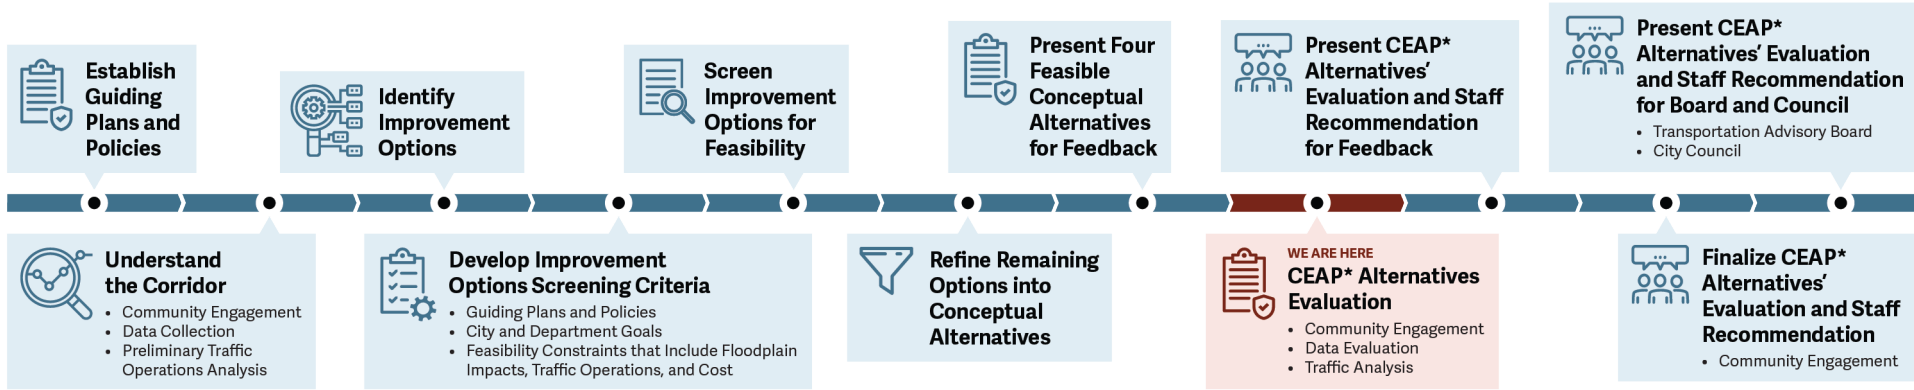 Establish
Guiding
Plans and
Policies
Understand
the Corridor
• Community Engagement
• Data Collection
• Preliminary Traffic
Operations Analysis
Identify
Improvement
Options
Develop Improvement
Options Screening Criteria
• Guiding Plans and Policies
• City and Department Goals
• Feasibility Constraints that Include Floodplain
Impacts, Traffic Operations, and Cost
Screen
Improvement
Options for
Feasibility
Refine Remaining
Options into
Conceptual
Alternatives
Present Four
Feasible
Conceptual
Alternatives
for Feedback
WE ARE HERE
CEAP* Alternatives
Evaluation
• Community Engagement
• Data Evaluation
• Traffic Analysis
Present CEAP*
Alternatives’
Evaluation and Staff
Recommendation
for Feedback
Finalize CEAP*
Alternatives’
Evaluation and Staff
Recommendation
• Community Engagement
Present CEAP*
Alternatives’ Evaluation
and Staff Recommendation
for Board and Council
• Transportation Advisory Board
• City Council